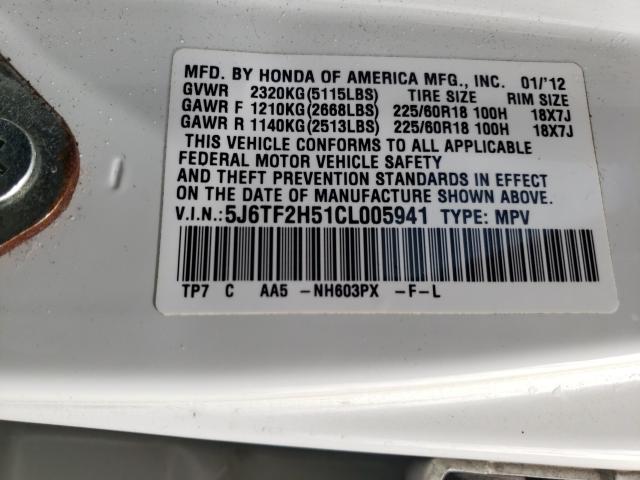 MFD. BY HONDA OF AMERICA MFG., INC. 01/'12
GVWR 2320KG(5115LBS) TIRE SIZE RIM SIZE
GAWR F 1210KG(2668LBS) 225/60R18 100H 18X7J
GAWR R 1140KG(2513LBS) 225/60R18 100H 18X7J
THIS VEHICLE CONFORMS TO ALL APPLICABLE
FEDERAL MOTOR VEHICLE SAFETY
AND THEFT PREVENTION STANDARDS IN EFFECT
ON THE DATE OF MANUFACTURE SHOWN ABOVE.
V.I.N.:5J6TF2H51CL005941 TYPE: MPV
TP7 C AA5 -NH603PX -F-L